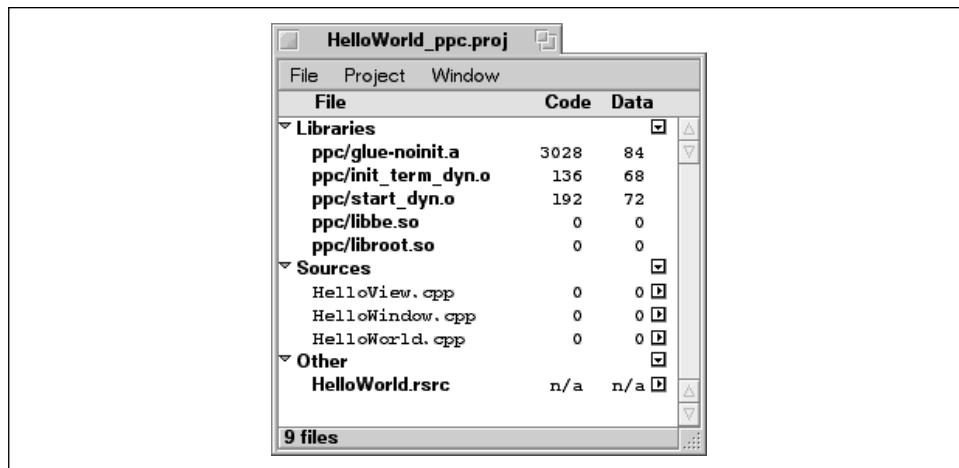 HelloWorld_ppc.proj
File Project Window
File Code Data
Libraries
ppc/glue-noinit.a 3028 84
ppc/init_term_dyn.o 136 68
ppc/start_dyn.o 192 72
ppc/libbe.so 0 0
ppc/libroot.so 0 0
Sources
HelloView.cpp 0 0
HelloWindow.cpp 0 0
HelloWorld.cpp 0 0
Other
HelloWorld.rsrc n/a n/a
9 files